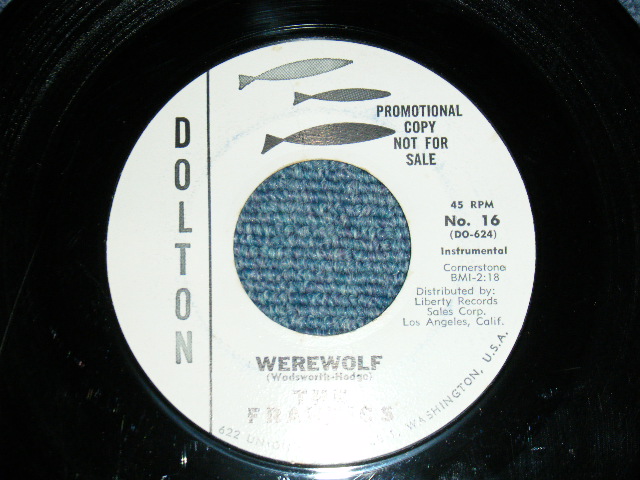 DOLTON
PROMOTIONAL
COPY
NOT FOR
SALE
45 RPM
No. 16
(DO-624)
Instrumental
Cornerstone
BMI-2:18
Distributed by:
Liberty Records
Sales Corp.
Los Angeles, Calif.
WEREWOLF
(Wadsworth-Hodge)
THE
622 WASHINGTON, U.S.A.